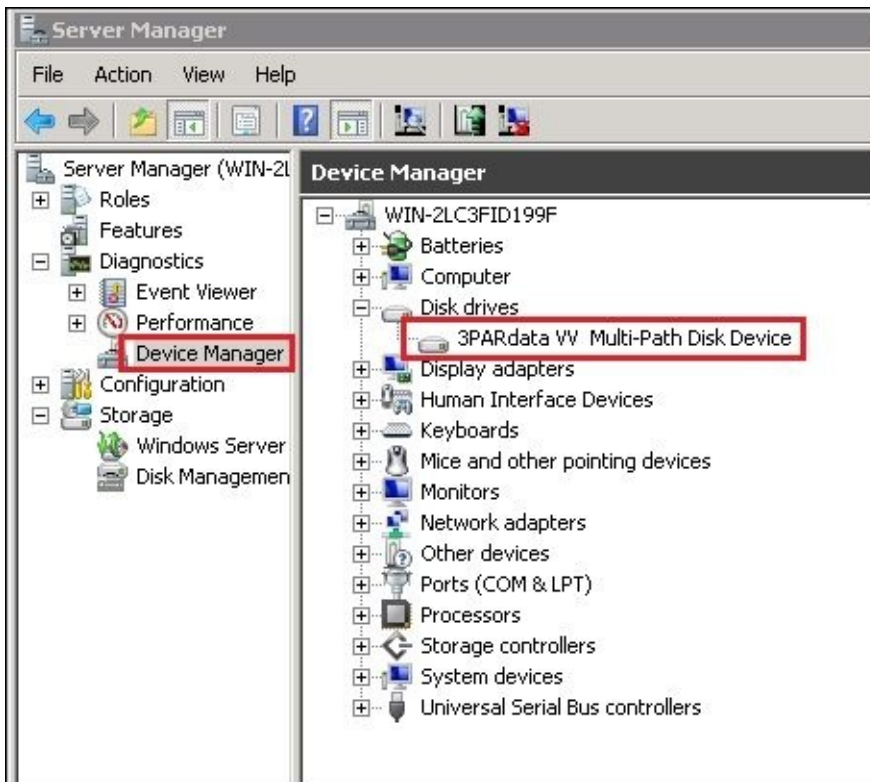 Server Manager
File Action View Help
Server Manager (WIN-2L
Roles
Features
Diagnostics
Event Viewer
Performance
Device Manager
Configuration
Storage
Windows Server
Disk Managemen
Device Manager
WIN-2LC3FID199F
Batteries
Computer
Disk drives
3PARdata VV Multi-Path Disk Device
Display adapters
Human Interface Devices
Keyboards
Mice and other pointing devices
Monitors
Network adapters
Other devices
Ports (COM & LPT)
Processors
Storage controllers
System devices
Universal Serial Bus controllers